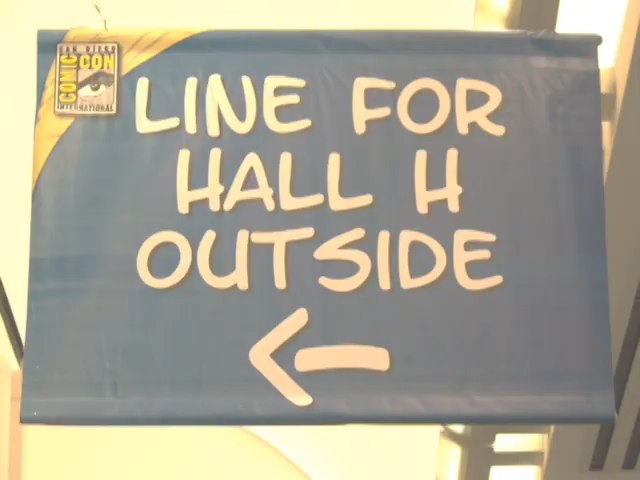 SAN DIEGO
COMIC CON
INTERNATIONAL
LINE FOR
HALL H
OUTSIDE